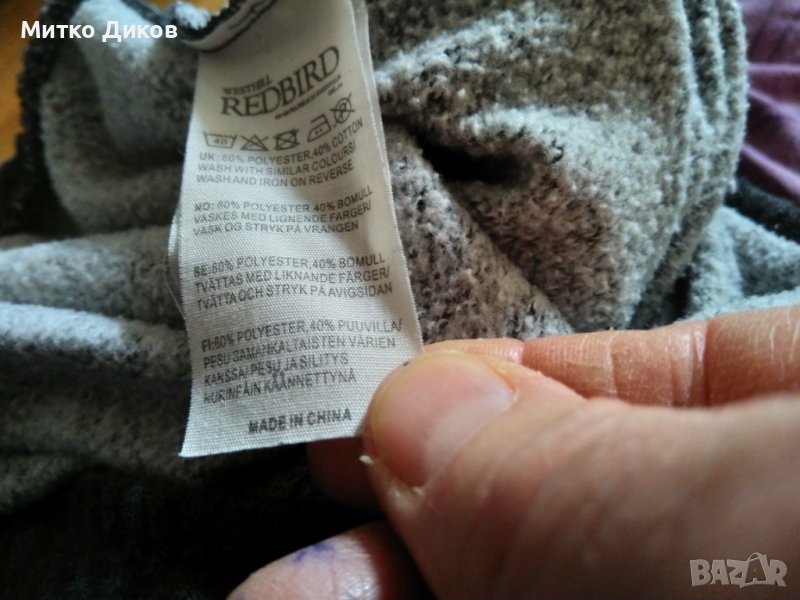 Митко Диков
WESTHILL
REDBIRD
40
UK: 60% POLYESTER, 40% COTTON
WASH WITH SIMILAR COLOURS/
WASH AND IRON ON REVERSE
NO: 60% POLYESTER, 40% BOMULL
VASKES MED LIGNENDE FARGER/
VASK OG STRYK PÅ VRANGEN
SE: 60% POLYESTER, 40% BOMULL
TVÄTTAS MED LIKNANDE FÄRGER/
TVÄTTA OCH STRYK PÅ AVIGSIDAN
FI: 60% POLYESTER, 40% PUUVILLA/
PESU SAMANKALTAISTEN VÄRIEN
KANSSA/ PESU JA SILITYS
NURINPÄIN KÄÄNNETTYNÄ
MADE IN CHINA
BAZAR